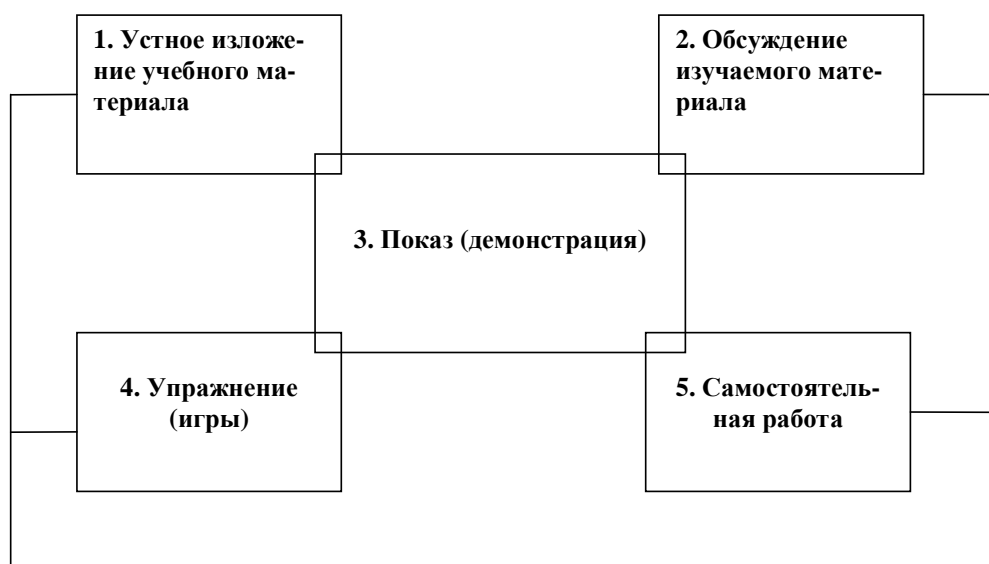 1. Устное изложе-
ние учебного ма-
териала
2. Обсуждение
изучаемого мате-
риала
3. Показ (демонстрация)
4. Упражнение
(игры)
5. Самостоятель-
ная работа